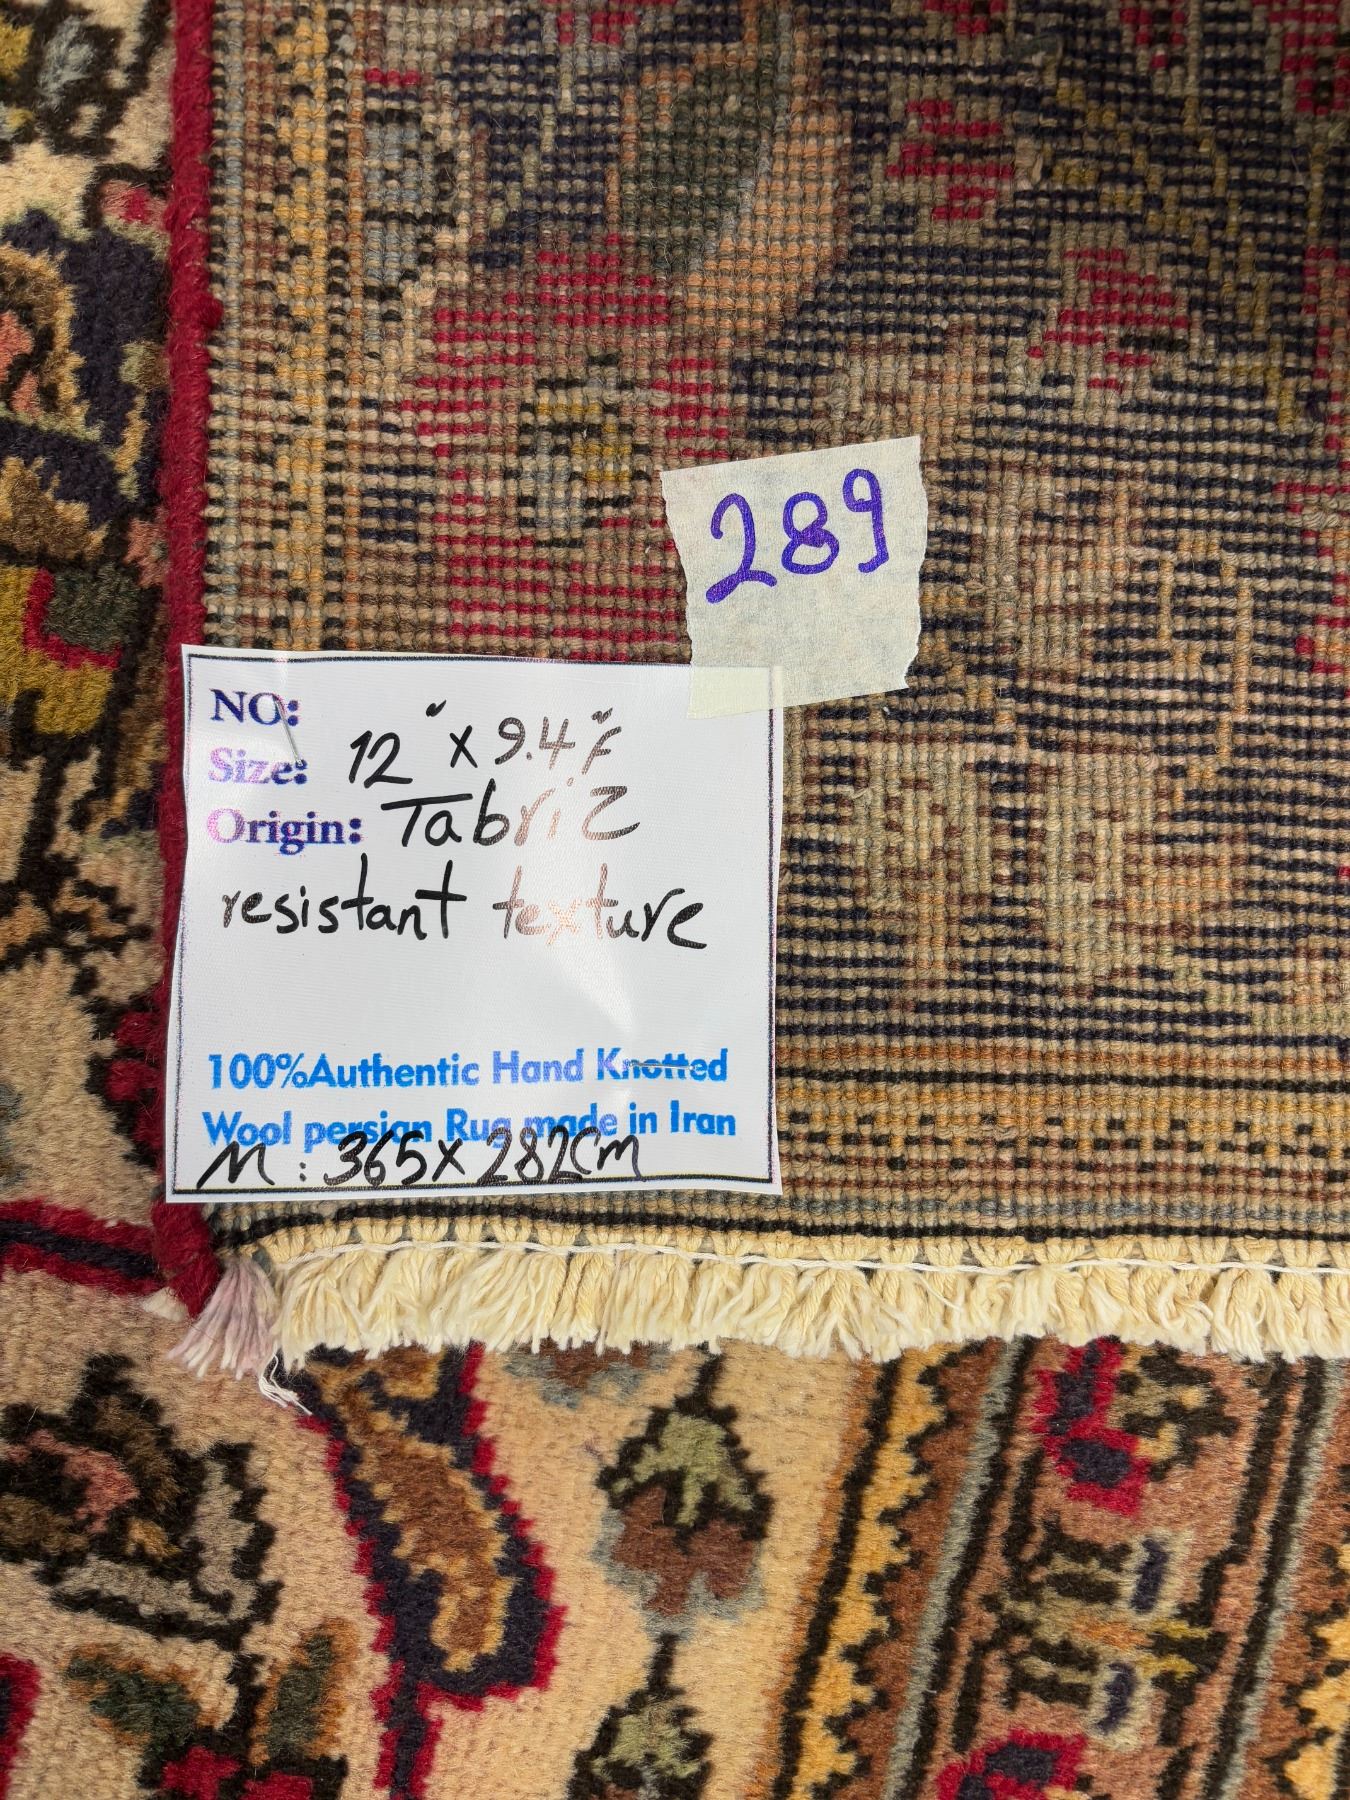 289
NO:
Size: 12" x 9.4" F
Origin: Tabriz
resistant texture
100%Authentic Hand Knotted
Wool persian Rug made in Iran
M: 365x282cm